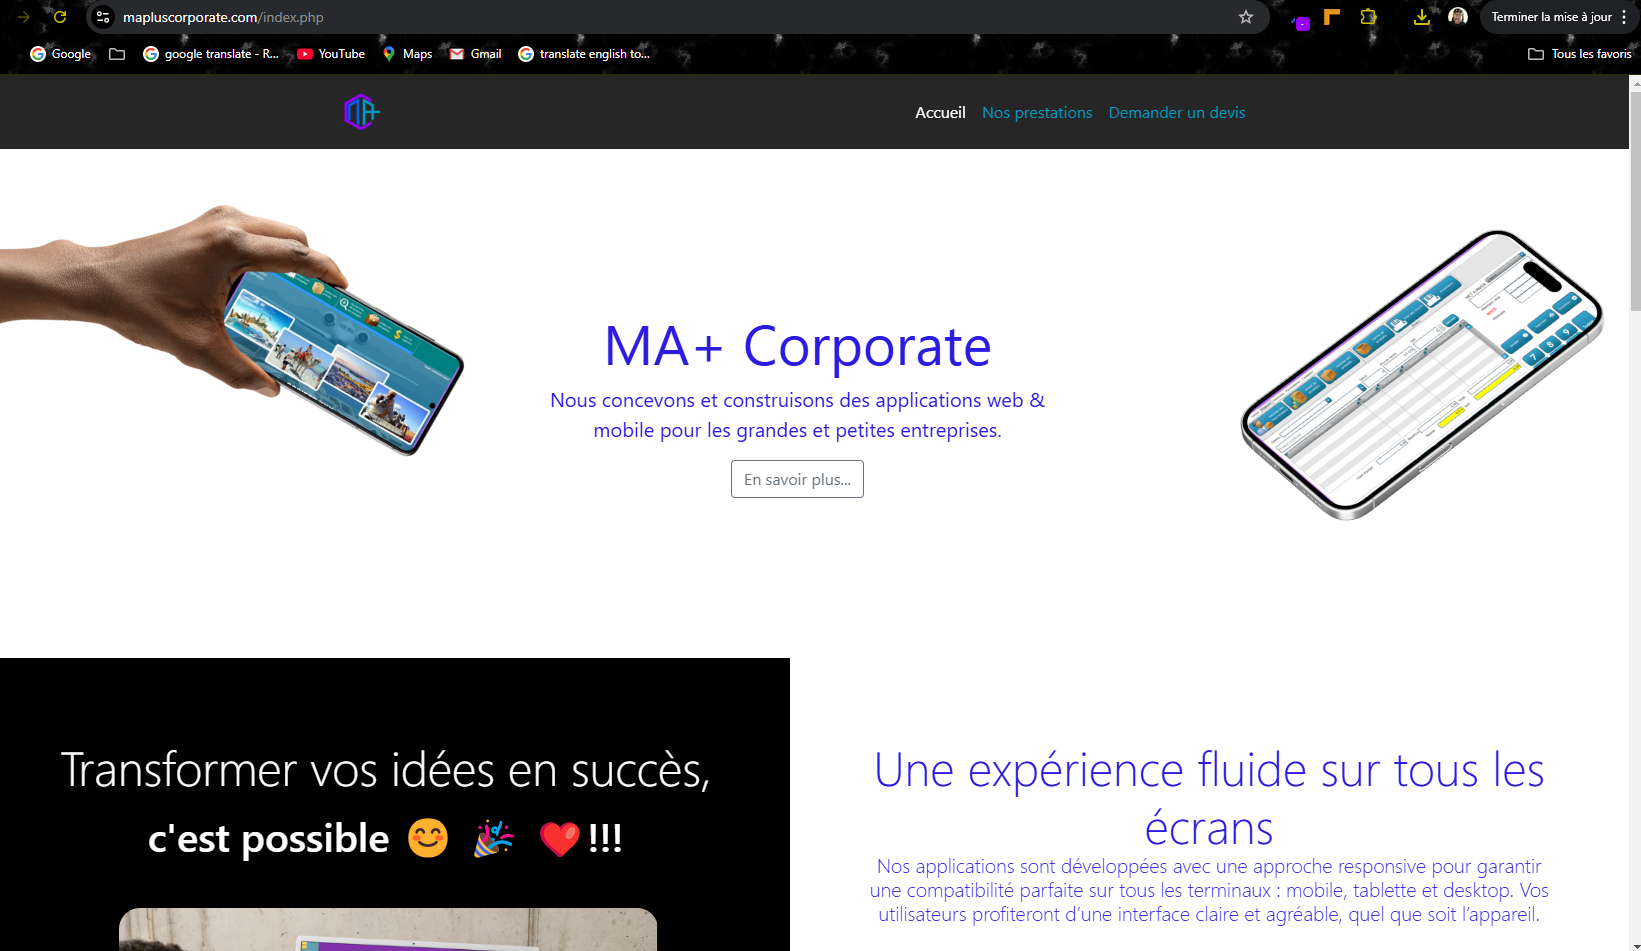 mapluscorporate.com/index.php
Terminer la mise à jour
Google
google translate - R...
YouTube
Maps
Gmail
translate english to...
Tous les favoris
Accueil
Nos prestations
Demander un devis
MA+ Corporate
Nous concevons et construisons des applications web &
mobile pour les grandes et petites entreprises.
En savoir plus...
Transformer vos idées en succès,
c'est possible 😊 🎉 ❤️!!!
Une expérience fluide sur tous les
écrans
Nos applications sont développées avec une approche responsive pour garantir
une compatibilité parfaite sur tous les terminaux : mobile, tablette et desktop. Vos
utilisateurs profiteront d’une interface claire et agréable, quel que soit l’appareil.